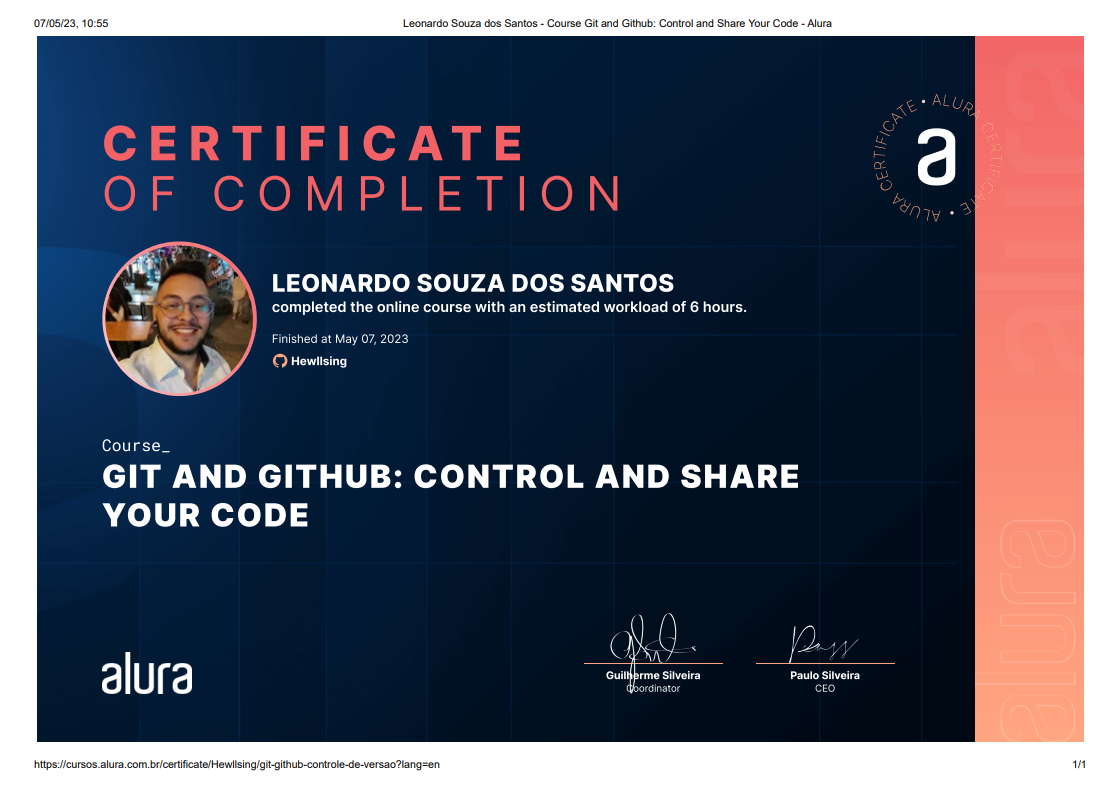 07/05/23, 10:55
Leonardo Souza dos Santos - Course Git and Github: Control and Share Your Code - Alura
CERTIFICATE
OF COMPLETION
ALURA CERTIFICATE • ALURA CERTIFICATE •
a
LEONARDO SOUZA DOS SANTOS
completed the online course with an estimated workload of 6 hours.
Finished at May 07, 2023
Hewllsing
Course_
GIT AND GITHUB: CONTROL AND SHARE
YOUR CODE
alura
Guilherme Silveira
Coordinator
Paulo Silveira
CEO
alura
alura
https://cursos.alura.com.br/certificate/Hewllsing/git-github-controle-de-versao?lang=en
1/1